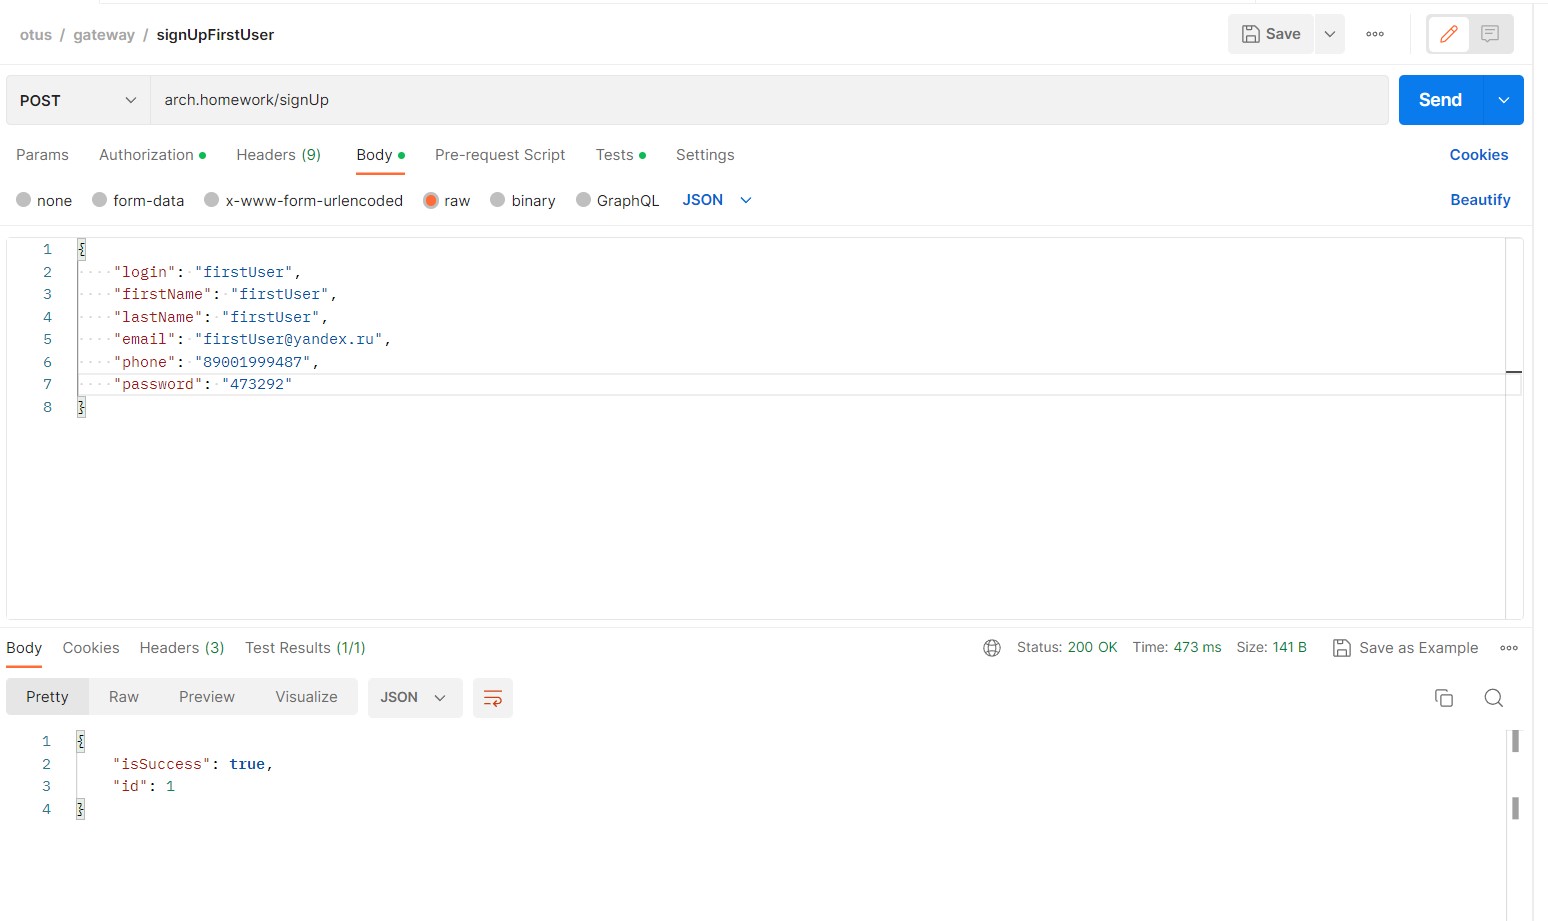 otus / gateway / signUpFirstUser Save
POST arch.homework/signUp Send
Params Authorization Headers (9) Body Pre-request Script Tests Settings Cookies
none form-data x-www-form-urlencoded raw binary GraphQL JSON Beautify
1 {
2 "login": "firstUser",
3 "firstName": "firstUser",
4 "lastName": "firstUser",
5 "email": "firstUser@yandex.ru",
6 "phone": "89001999487",
7 "password": "473292"
8 }
Body Cookies Headers (3) Test Results (1/1) Status: 200 OK Time: 473 ms Size: 141 B Save as Example
Pretty Raw Preview Visualize JSON
1 {
2 "isSuccess": true,
3 "id": 1
4 }